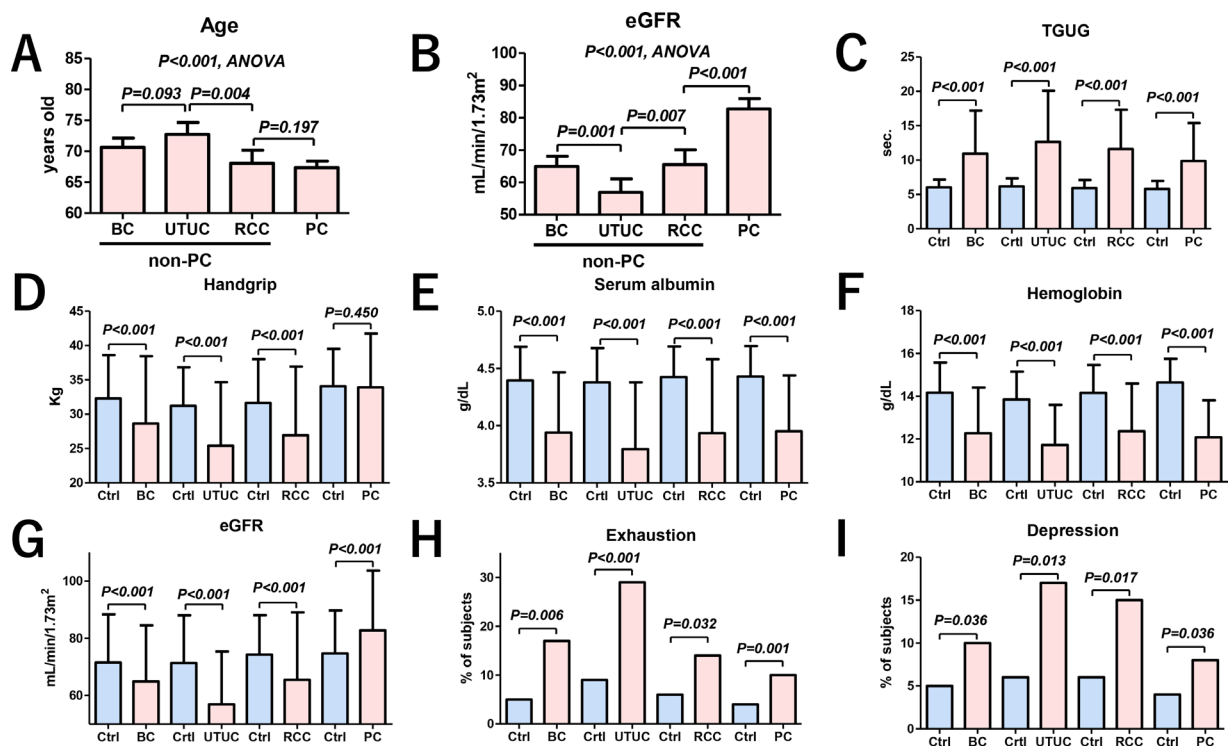 A
Age
P<0.001, ANOVA
P=0.093
P=0.004
P=0.197
years old
85
80
75
70
65
60
BC UTUC RCC PC
non-PC
B
eGFR
P<0.001, ANOVA
P<0.001
P=0.007
P=0.001
mL/min/1.73m²
100
90
80
70
60
50
BC UTUC RCC PC
non-PC
C
TGUG
P<0.001
P<0.001
P<0.001
P<0.001
sec.
25
20
15
10
5
0
Ctrl BC Crtl UTUC Ctrl RCC Ctrl PC
D
Handgrip
P<0.001
P<0.001
P<0.001
P=0.450
Kg
45
40
35
30
25
20
Ctrl BC Crtl UTUC Ctrl RCC Ctrl PC
E
Serum albumin
P<0.001
P<0.001
P<0.001
P<0.001
g/dL
5.0
4.5
4.0
3.5
Ctrl BC Crtl UTUC Ctrl RCC Ctrl PC
F
Hemoglobin
P<0.001
P<0.001
P<0.001
P<0.001
g/dL
18
16
14
12
10
Ctrl BC Crtl UTUC Ctrl RCC Ctrl PC
G
eGFR
P<0.001
P<0.001
P<0.001
P<0.001
mL/min/1.73m²
100
80
60
Ctrl BC Ctrl UTUC Ctrl RCC Ctrl PC
H
Exhaustion
P=0.006
P<0.001
P=0.032
P=0.001
% of subjects
30
20
10
0
Ctrl BC Ctrl UTUC Ctrl RCC Ctrl PC
I
Depression
P=0.036
P=0.013
P=0.017
P=0.036
% of subjects
20
15
10
5
0
Ctrl BC Ctrl UTUC Ctrl RCC Ctrl PC